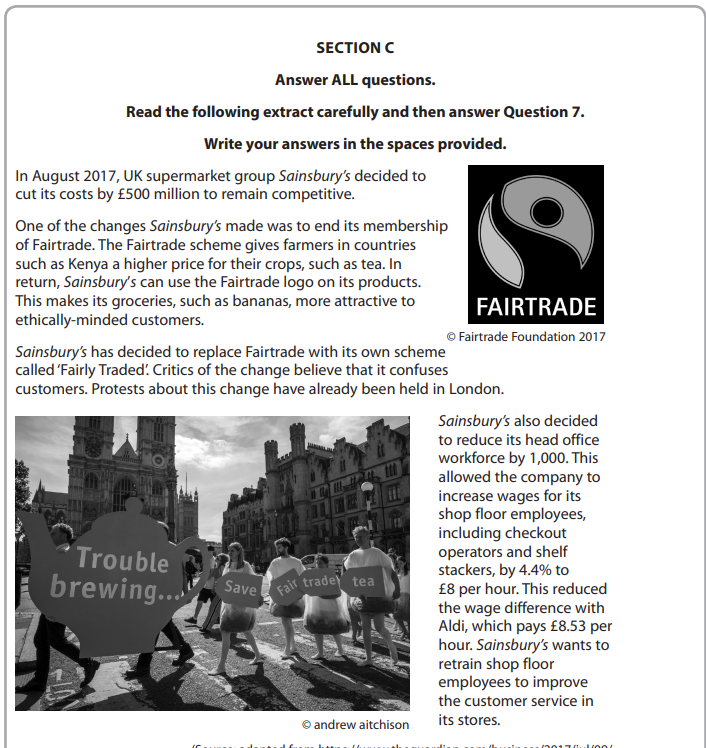 SECTION C
Answer ALL questions.
Read the following extract carefully and then answer Question 7.
Write your answers in the spaces provided.
In August 2017, UK supermarket group Sainsbury's decided to
cut its costs by £500 million to remain competitive.
One of the changes Sainsbury's made was to end its membership
of Fairtrade. The Fairtrade scheme gives farmers in countries
such as Kenya a higher price for their crops, such as tea. In
return, Sainsbury's can use the Fairtrade logo on its products.
This makes its groceries, such as bananas, more attractive to
ethically-minded customers.
FAIRTRADE
© Fairtrade Foundation 2017
Sainsbury's has decided to replace Fairtrade with its own scheme
called 'Fairly Traded'. Critics of the change believe that it confuses
customers. Protests about this change have already been held in London.
Trouble
brewing...
Save
Fair
trade
tea
© andrew aitchison
Sainsbury's also decided
to reduce its head office
workforce by 1,000. This
allowed the company to
increase wages for its
shop floor employees,
including checkout
operators and shelf
stackers, by 4.4% to
£8 per hour. This reduced
the wage difference with
Aldi, which pays £8.53 per
hour. Sainsbury's wants to
retrain shop floor
employees to improve
the customer service in
its stores.
(Source: adapted from